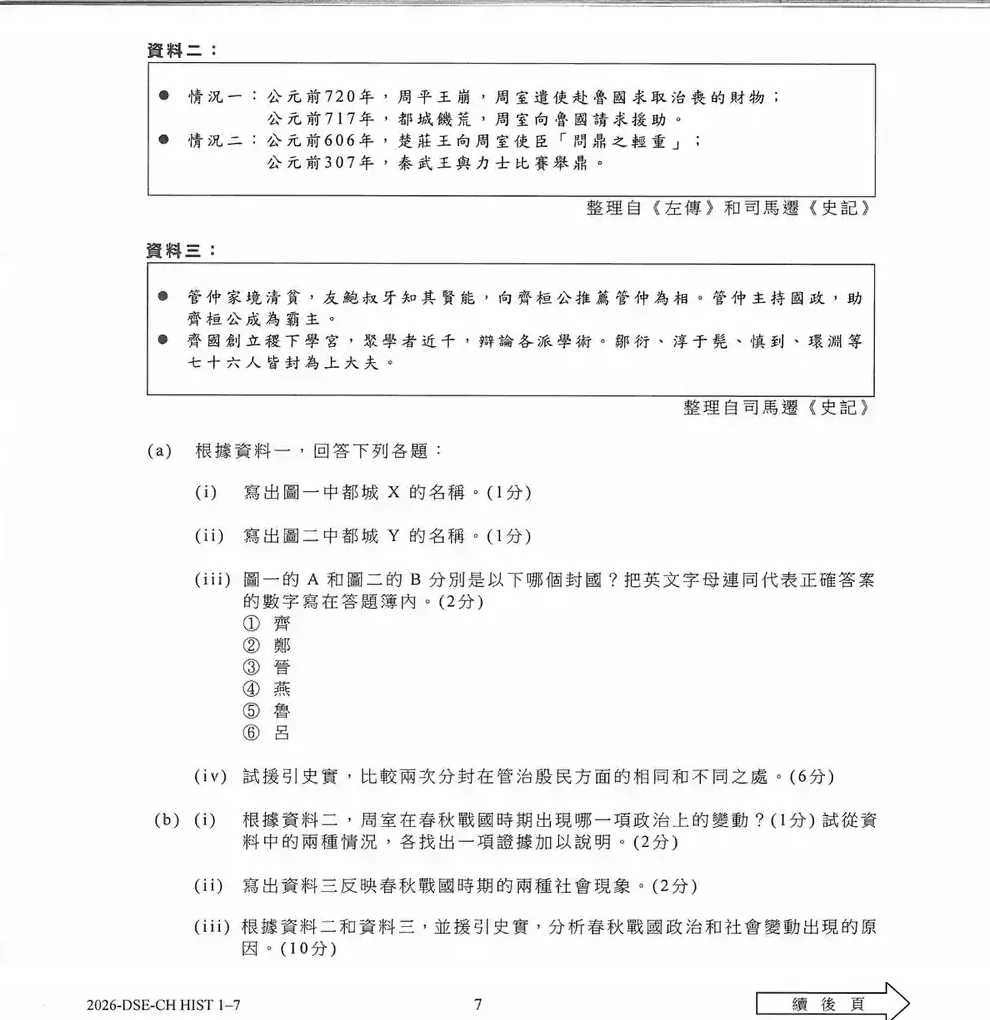 資料二：
● 情況一：公元前720年，周平王崩，周室遣使赴魯國求取治喪的財物；
公元前717年，都城饑荒，周室向魯國請求援助。
● 情況二：公元前606年，楚莊王向周室使臣「問鼎之輕重」；
公元前307年，秦武王與力士比賽舉鼎。
整理自《左傳》和司馬遷《史記》
資料三：
● 管仲家境清貧，友鮑叔牙知其賢能，向齊桓公推薦管仲為相。管仲主持國政，助
齊桓公成為霸主。
● 齊國創立稷下學宮，聚學者近千，辯論各派學術。鄒衍、淳于髡、慎到、環淵等
七十六人皆封為上大夫。
整理自司馬遷《史記》
(a) 根據資料一，回答下列各題：
(i) 寫出圖一中都城 X 的名稱。(1分)
(ii) 寫出圖二中都城 Y 的名稱。(1分)
(iii) 圖一的 A 和圖二的 B 分別是以下哪個封國？把英文字母連同代表正確答案
的數字寫在答題簿內。(2分)
① 齊
② 鄭
③ 晉
④ 燕
⑤ 魯
⑥ 呂
(iv) 試援引史實，比較兩次分封在管治殷民方面的相同和不同之處。(6分)
(b) (i) 根據資料二，周室在春秋戰國時期出現哪一項政治上的變動？(1分) 試從資
料中的兩種情況，各找出一項證據加以說明。(2分)
(ii) 寫出資料三反映春秋戰國時期的兩種社會現象。(2分)
(iii) 根據資料二和資料三，並援引史實，分析春秋戰國政治和社會變動出現的原
因。(10分)
2026-DSE-CH HIST 1–7
7
續後頁